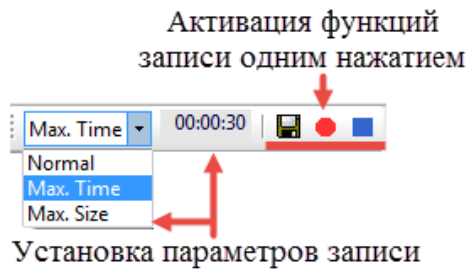 Активация функций
записи одним нажатием
Max. Time 00:00:30
Normal
Max. Time
Max. Size
Установка параметров записи